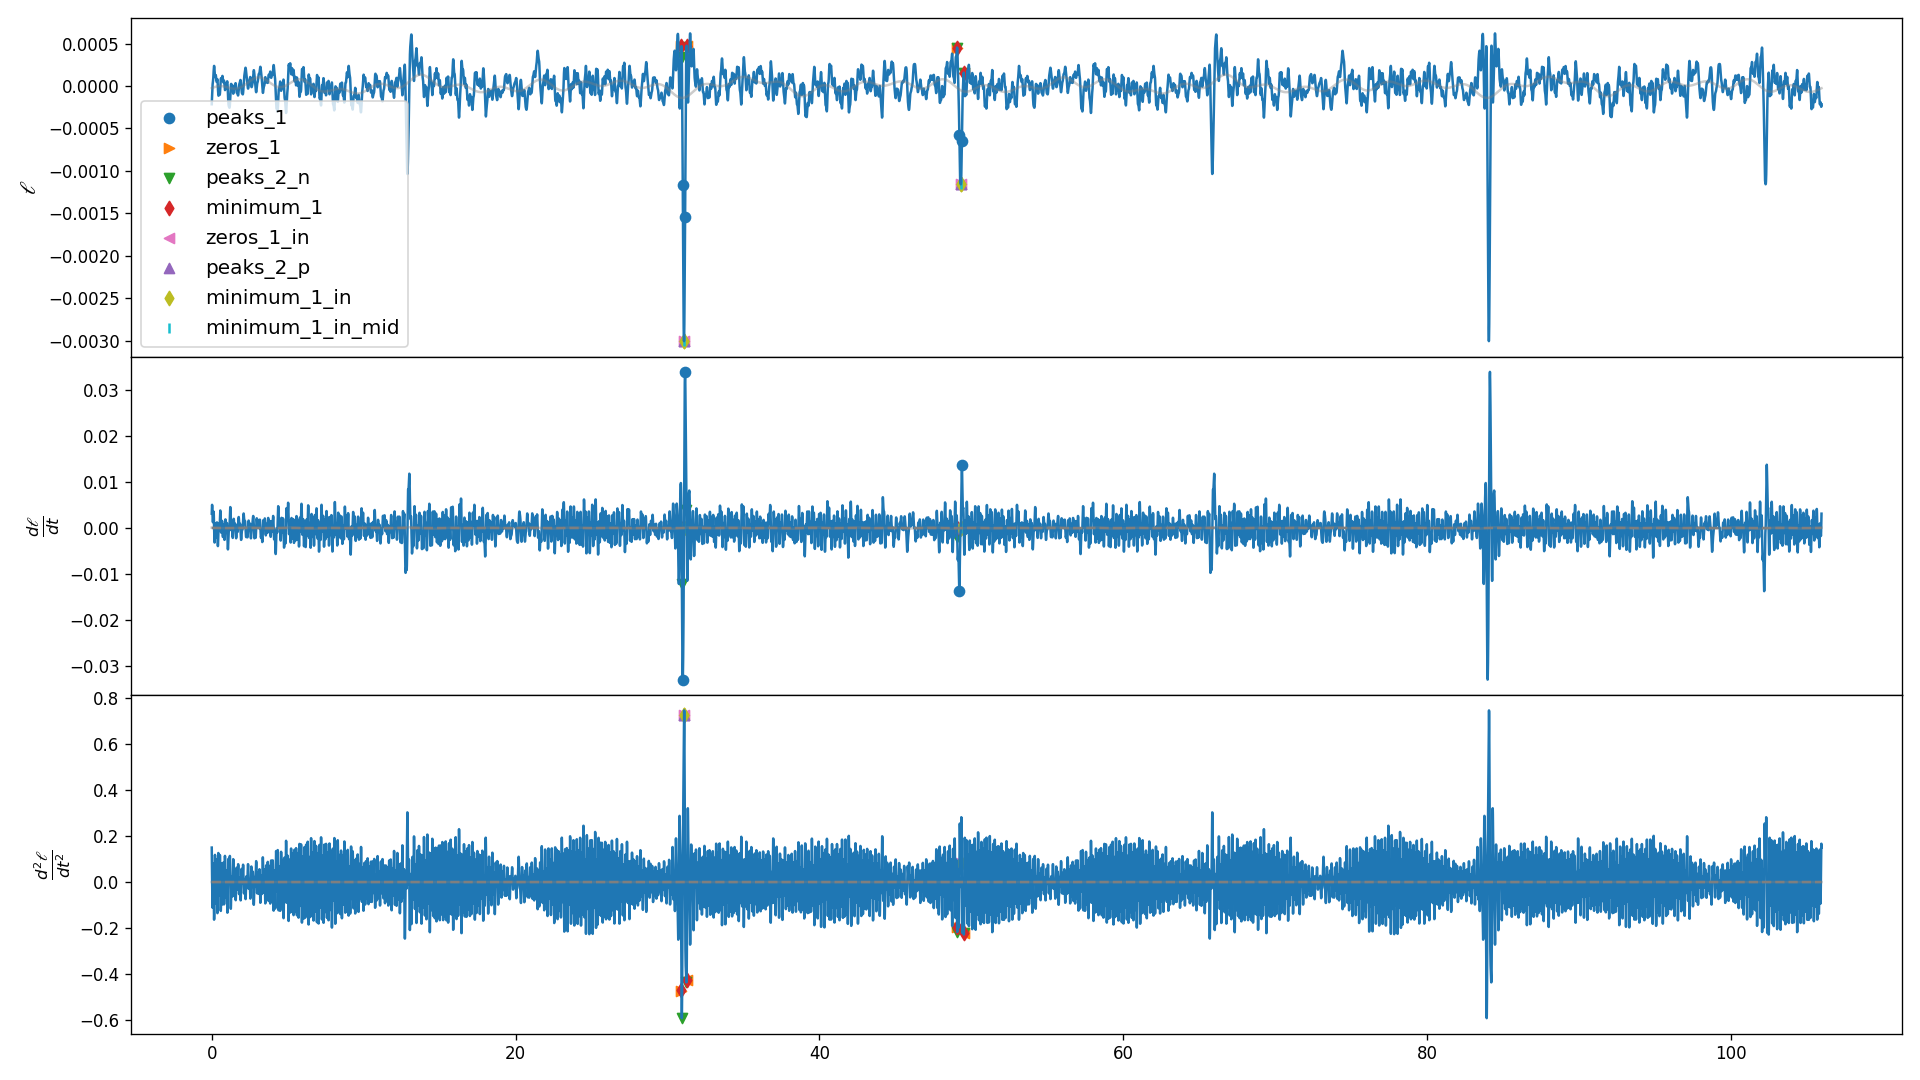 0.0005
0.0000
−0.0005
−0.0010
−0.0015
−0.0020
−0.0025
−0.0030
ℓ
peaks_1
zeros_1
peaks_2_n
minimum_1
zeros_1_in
peaks_2_p
minimum_1_in
minimum_1_in_mid
0.03
0.02
0.01
0.00
−0.01
−0.02
−0.03
dℓ
dt
0.8
0.6
0.4
0.2
0.0
−0.2
−0.4
−0.6
d²ℓ
dt²
0 20 40 60 80 100